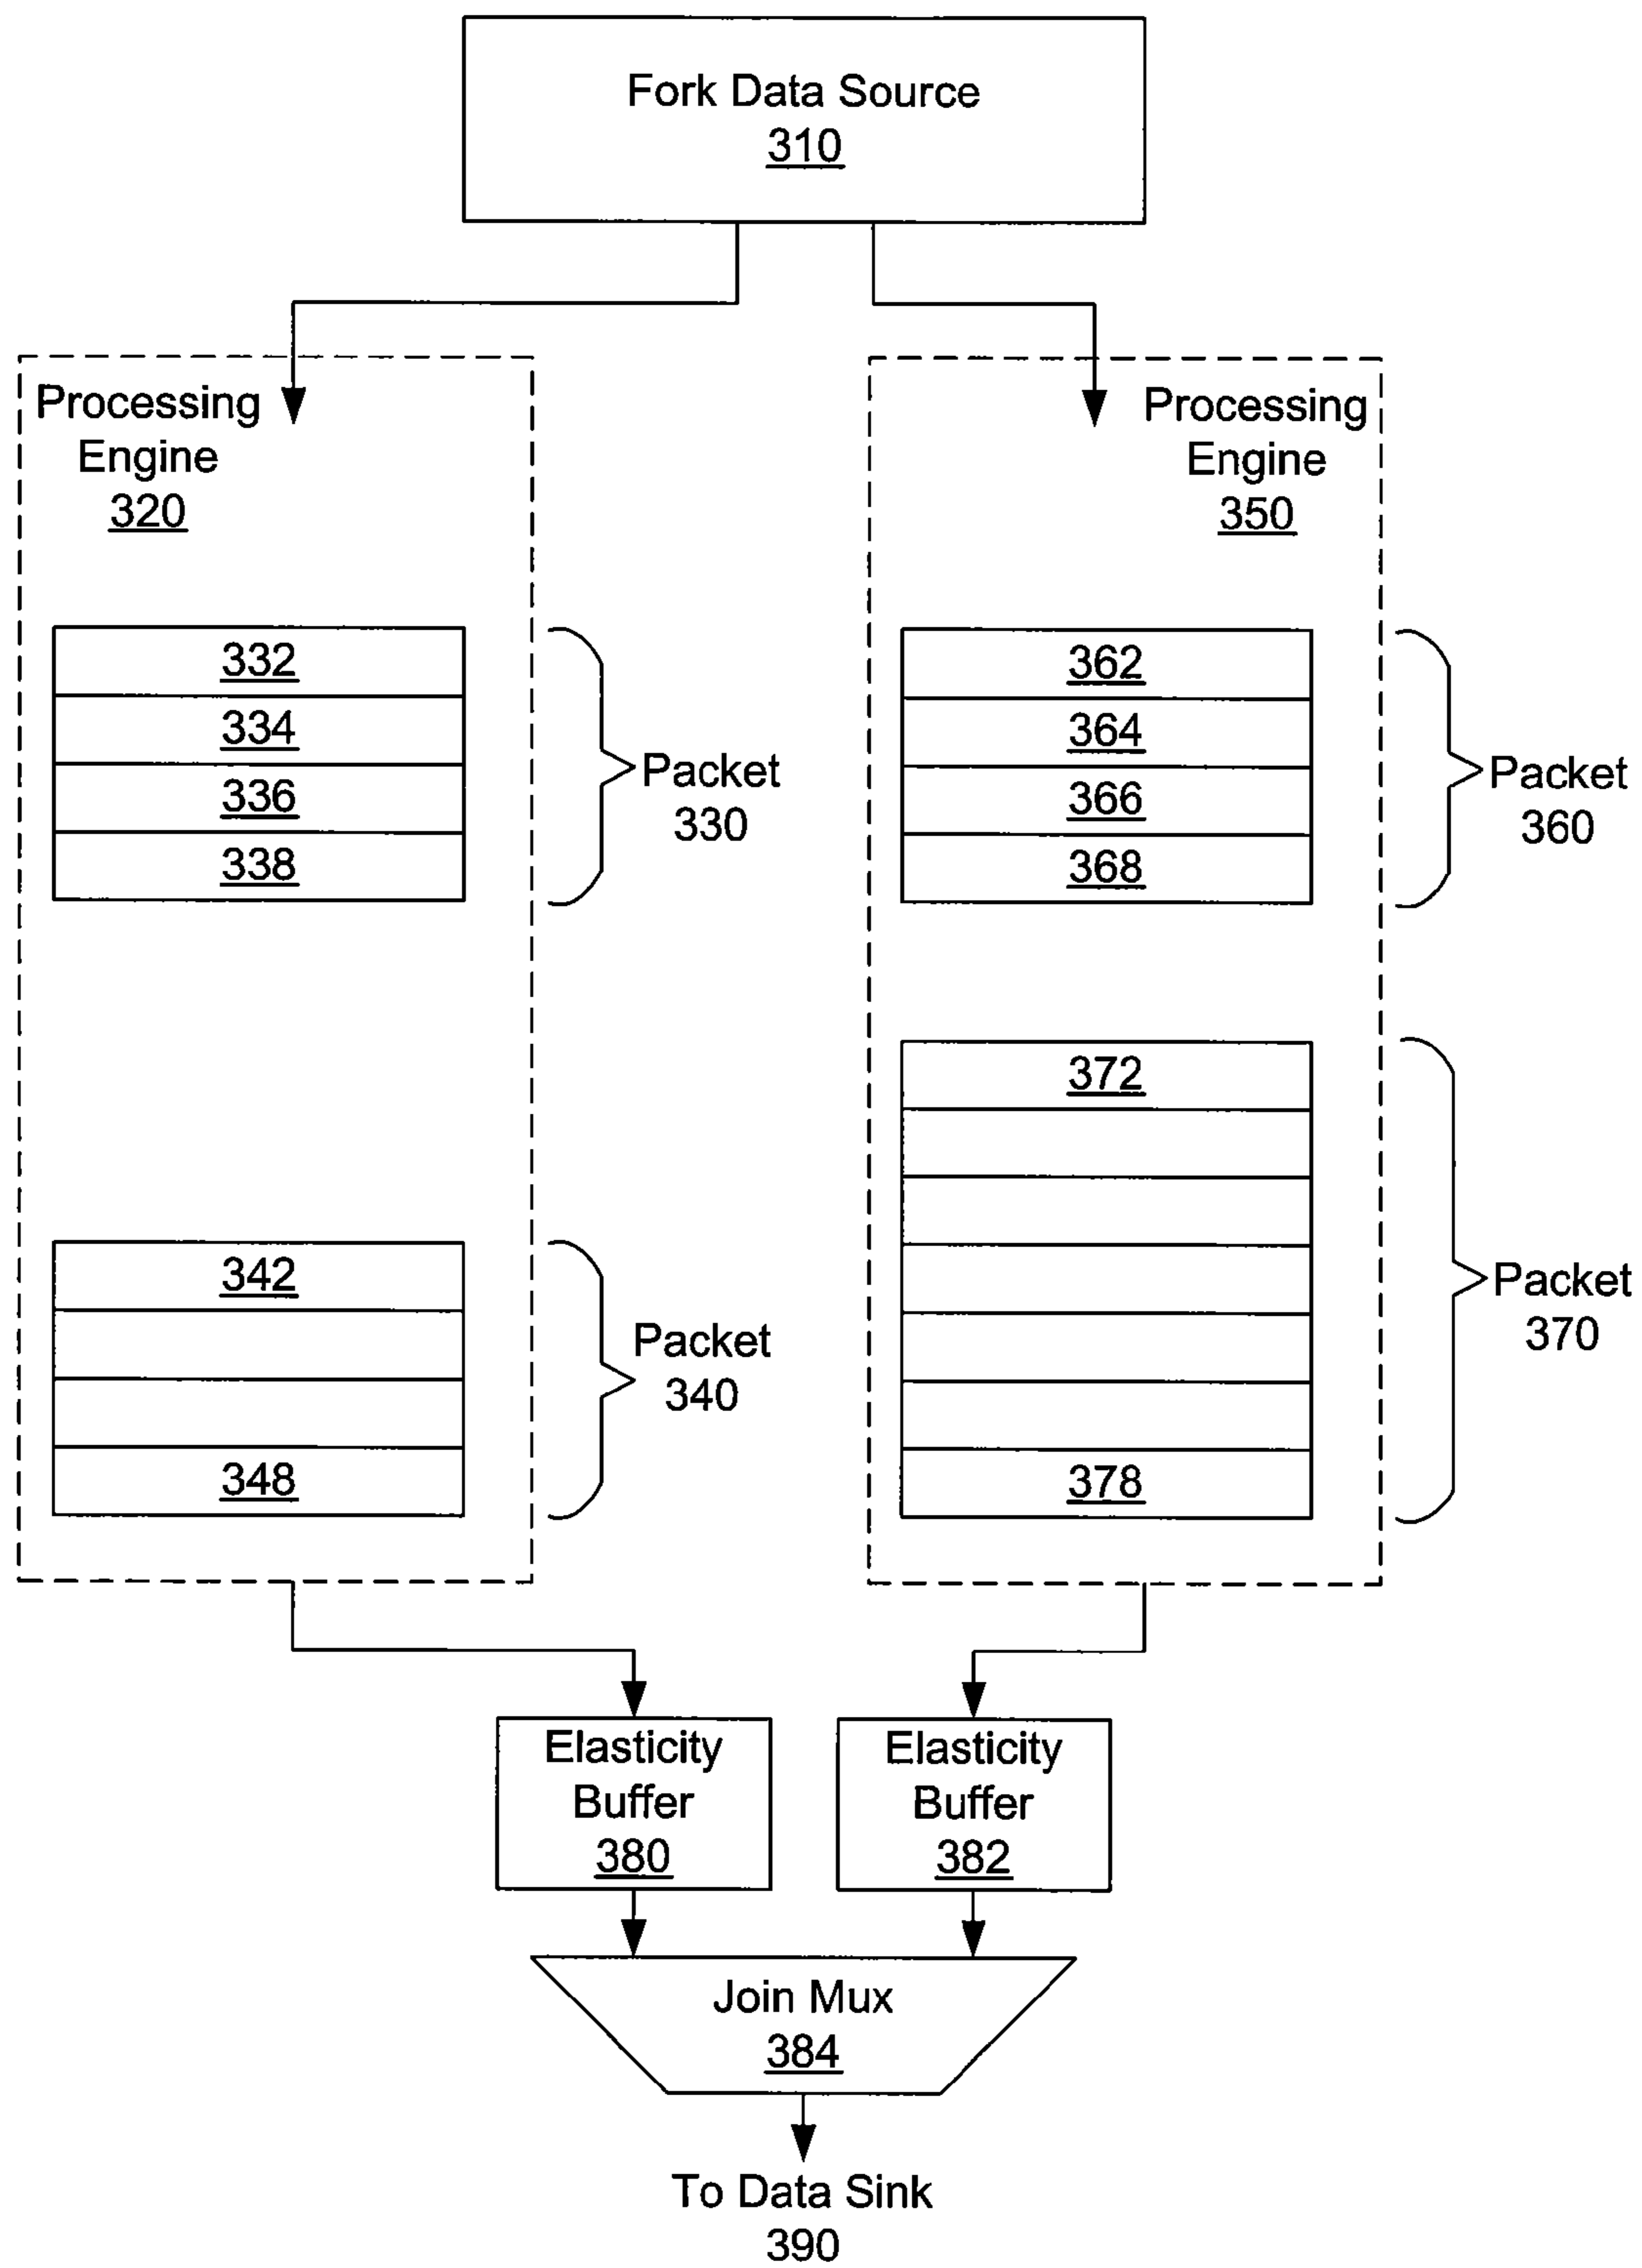 Fork Data Source
310
Processing
Engine
320
332
334
336
338
Packet
330
342
348
Packet
340
Processing
Engine
350
362
364
366
368
Packet
360
372
378
Packet
370
Elasticity
Buffer
380
Elasticity
Buffer
382
Join Mux
384
To Data Sink
390